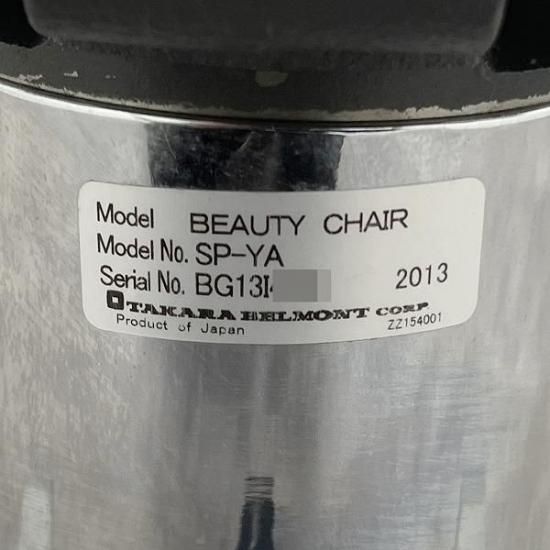 Model BEAUTY CHAIR
Model No. SP-YA
Serial No. BG13I 2013
TAKARA BELMONT CORP
Product of Japan ZZ154001